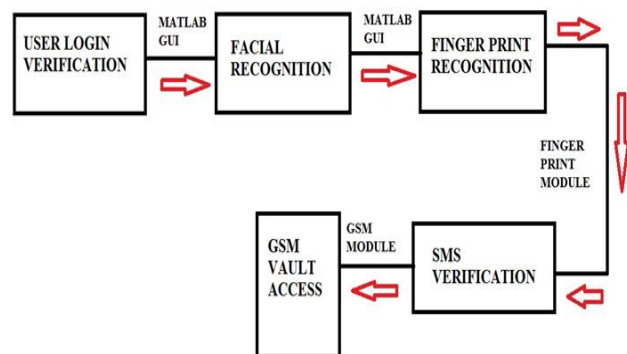 MATLAB
GUI
MATLAB
GUI
USER LOGIN
VERIFICATION
FACIAL
RECOGNITION
FINGER PRINT
RECOGNITION
FINGER
PRINT
MODULE
SMS
VERIFICATION
GSM
MODULE
GSM
VAULT
ACCESS